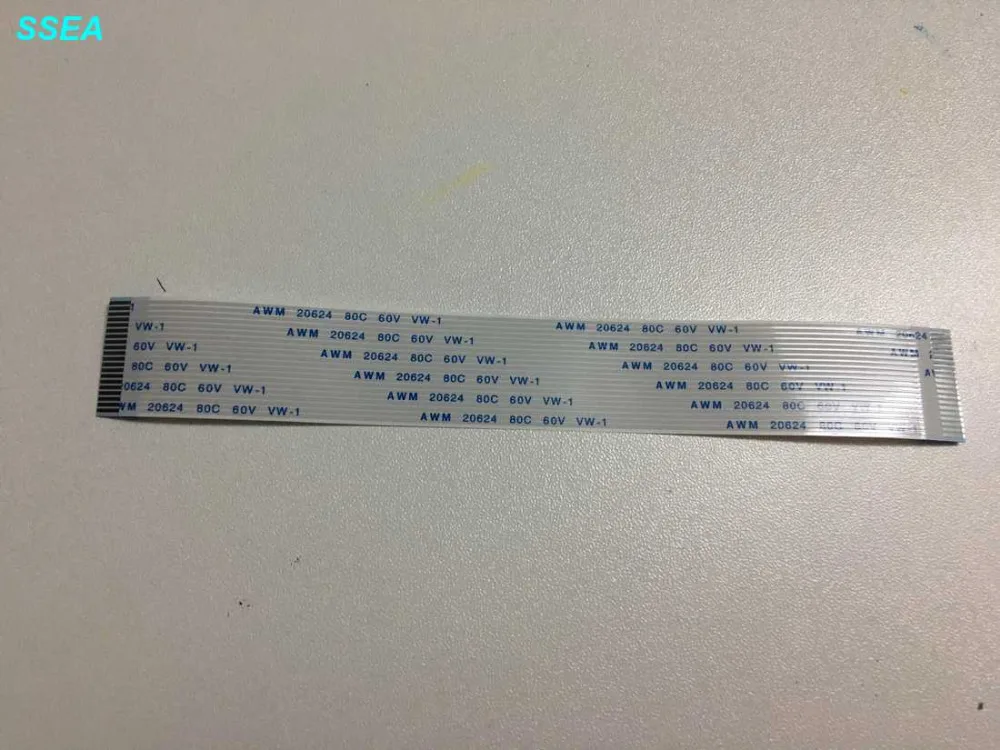 SSEA
1 AWM 20624 80C 60V VW-1 AWM 20624 80C 60V VW-1 AWM 20624
VW-1 AWM 20624 80C 60V VW-1 AWM 20624 80C 60V VW-1 AWM
60V VW-1 AWM 20624 80C 60V VW-1 AWM 20624 80C 60V VW-1
80C 60V VW-1 AWM 20624 80C 60V VW-1 AWM 20624 80C 60V VW-1
20624 80C 60V VW-1 AWM 20624 80C 60V VW-1 AWM 20624 80C 60V
WM 20624 80C 60V VW-1 AWM 20624 80C 60V VW-1 AWM 20624 80C 60V